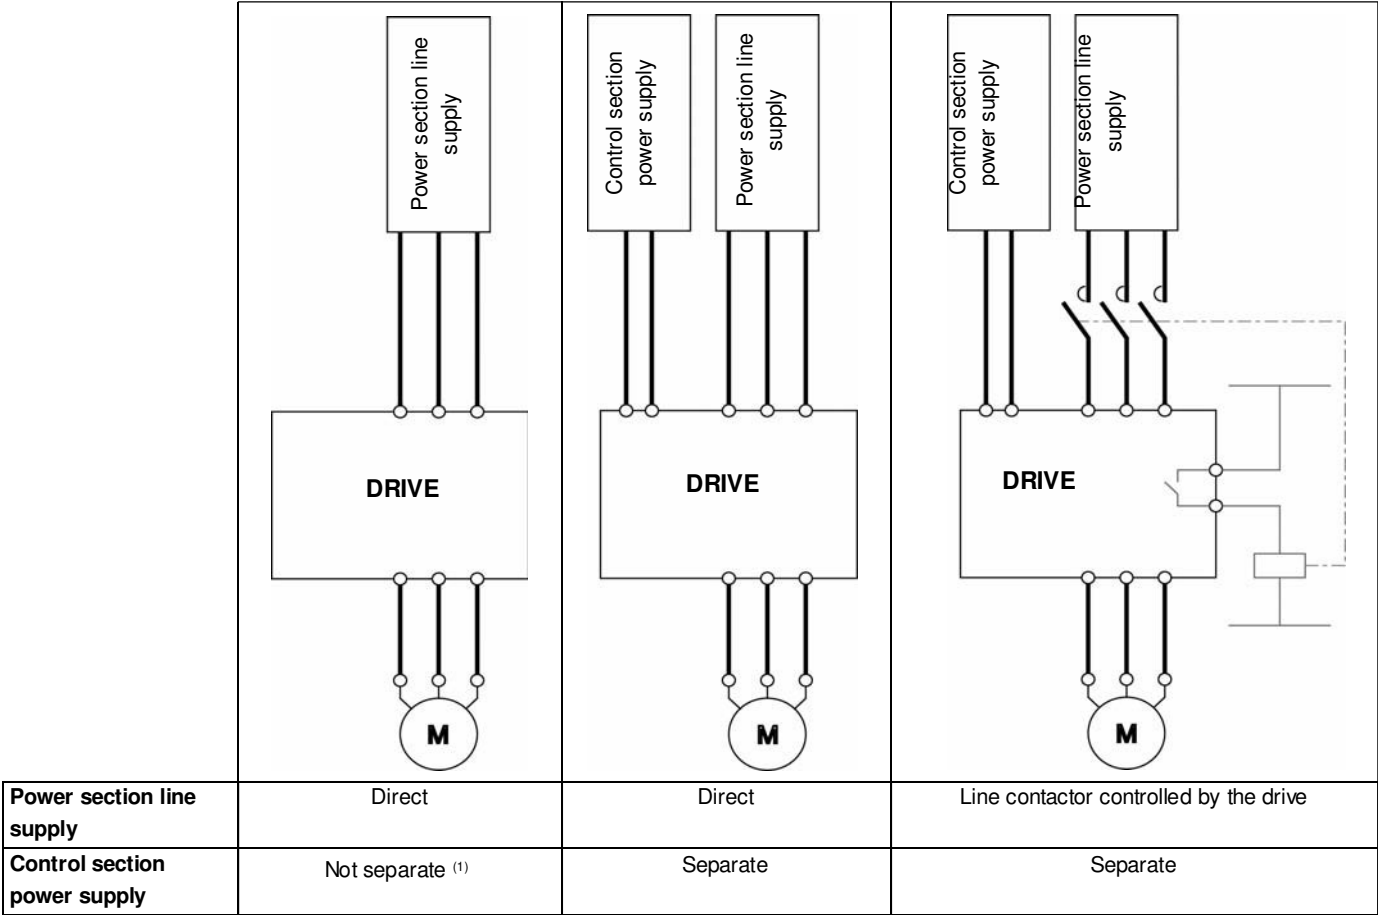 Power section line
supply
Control section
power supply
Power section line
supply
Control section
power supply
Power section line
supply
DRIVE
DRIVE
DRIVE
M
M
M
Power section line
supply
Direct
Direct
Line contactor controlled by the drive
Control section
power supply
Not separate (1)
Separate
Separate